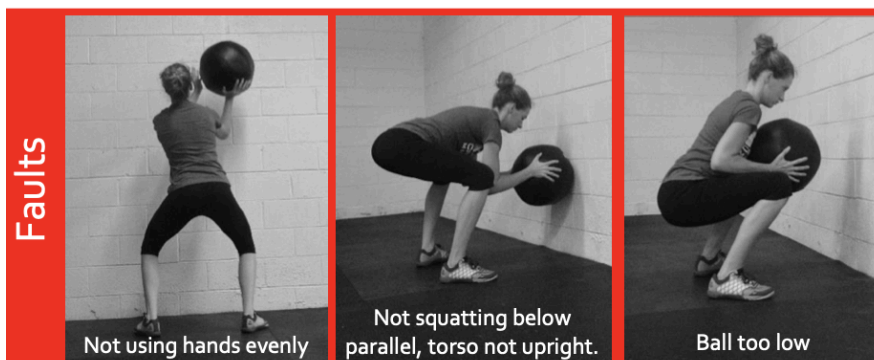 Faults
Not using hands evenly
Not squatting below
parallel, torso not upright.
Ball too low